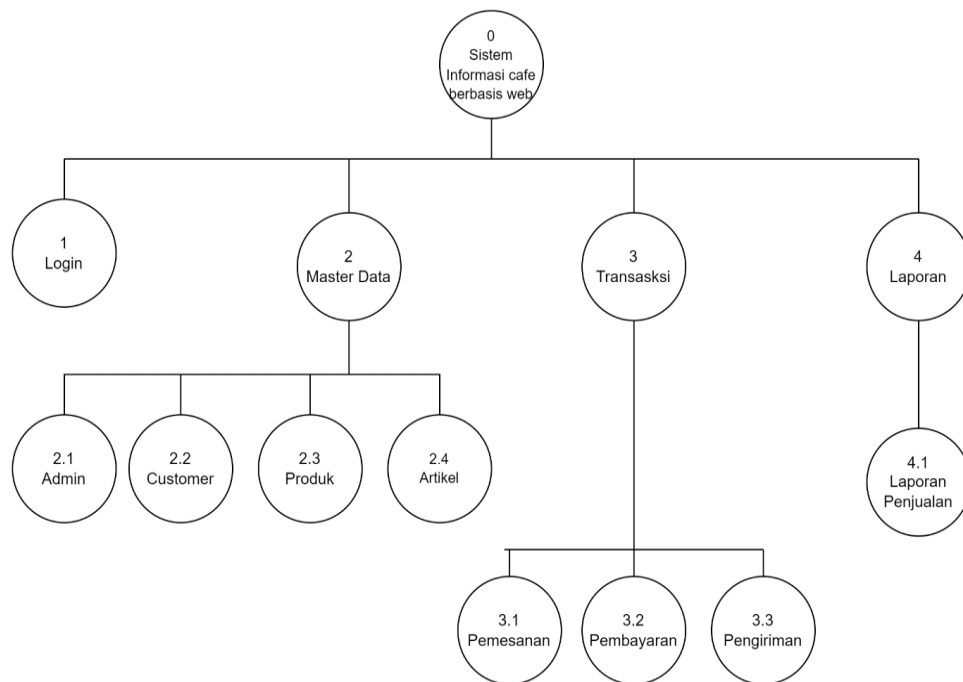 0
Sistem
Informasi cafe
berbasis web
1
Login
2
Master Data
3
Transasksi
4
Laporan
2.1
Admin
2.2
Customer
2.3
Produk
2.4
Artikel
4.1
Laporan
Penjualan
3.1
Pemesanan
3.2
Pembayaran
3.3
Pengiriman